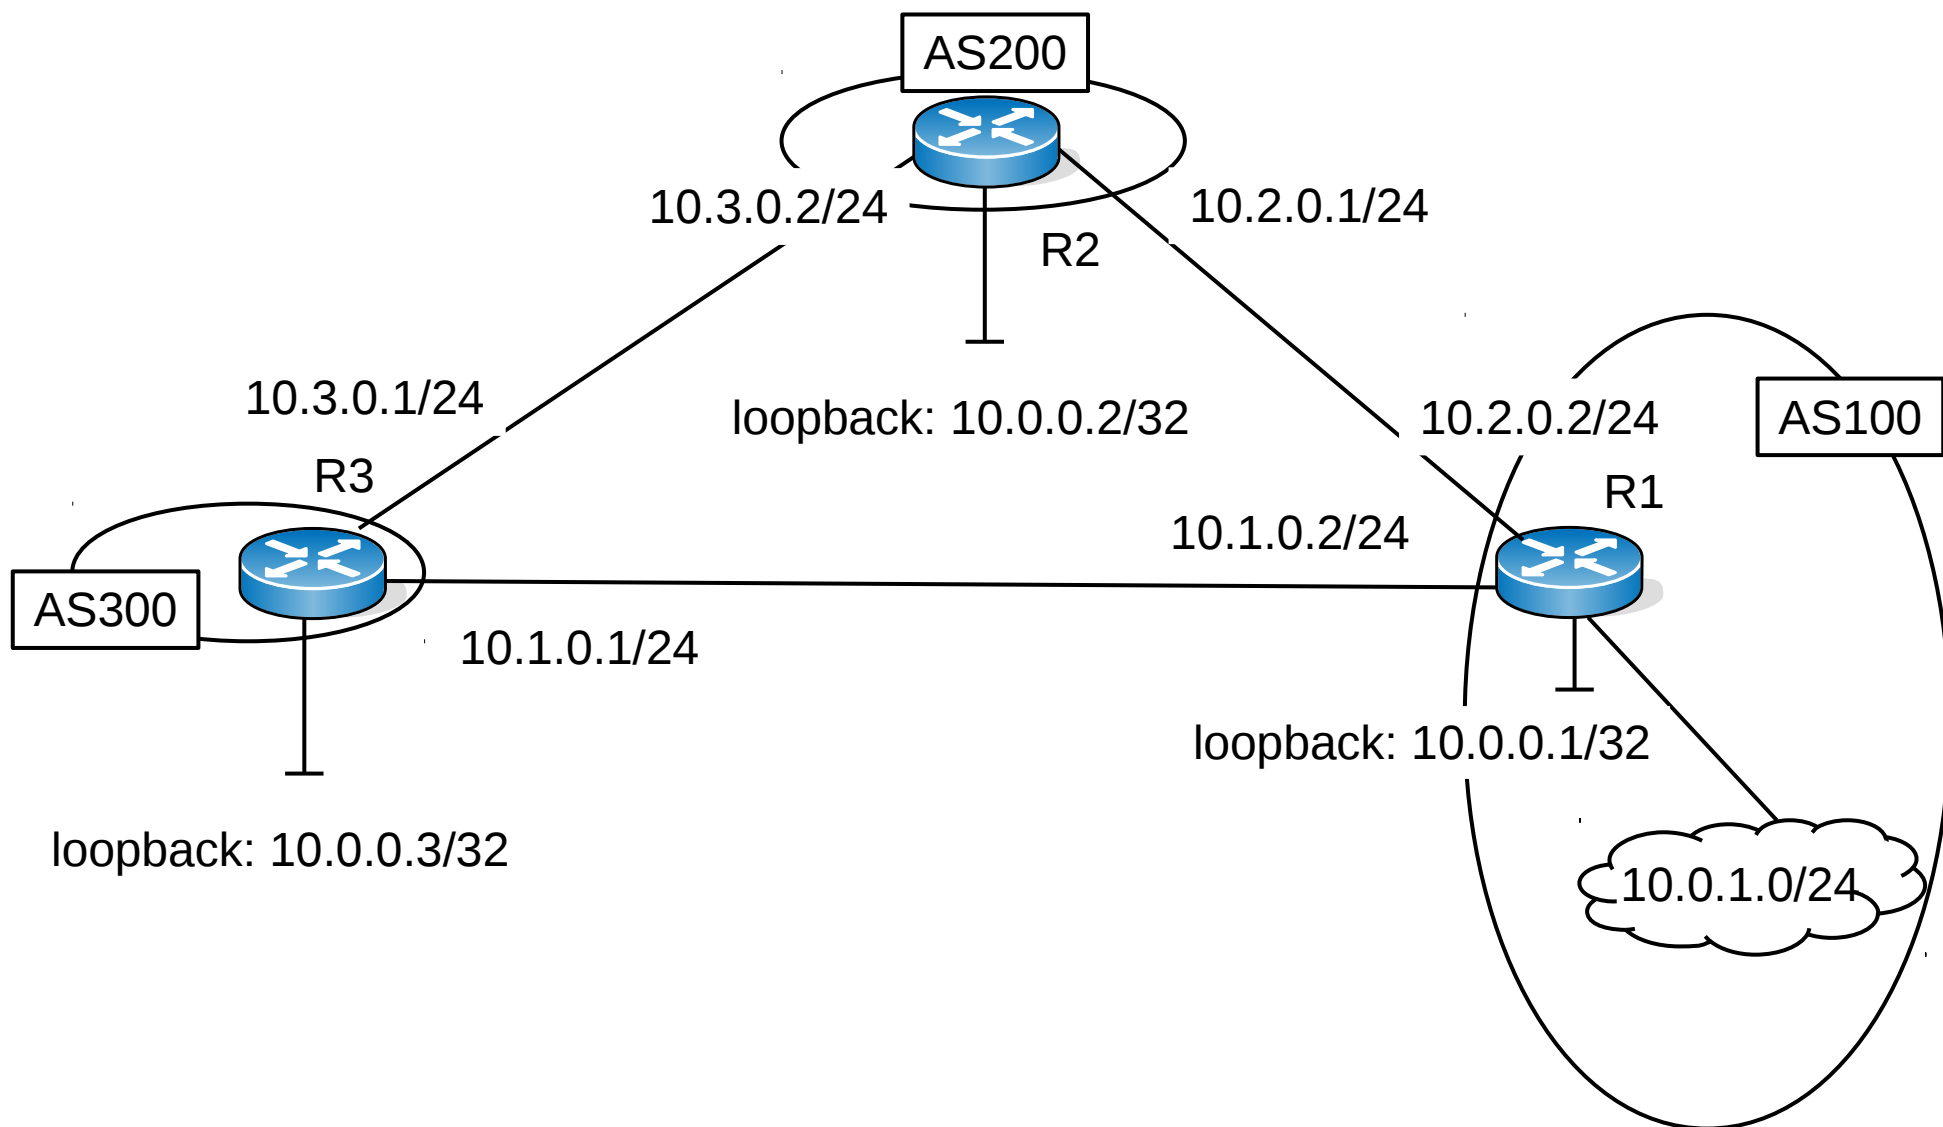 AS200
10.3.0.2/24
10.2.0.1/24
R2
10.3.0.1/24
loopback: 10.0.0.2/32
10.2.0.2/24
AS100
R3
R1
10.1.0.2/24
AS300
10.1.0.1/24
loopback: 10.0.0.1/32
loopback: 10.0.0.3/32
10.0.1.0/24